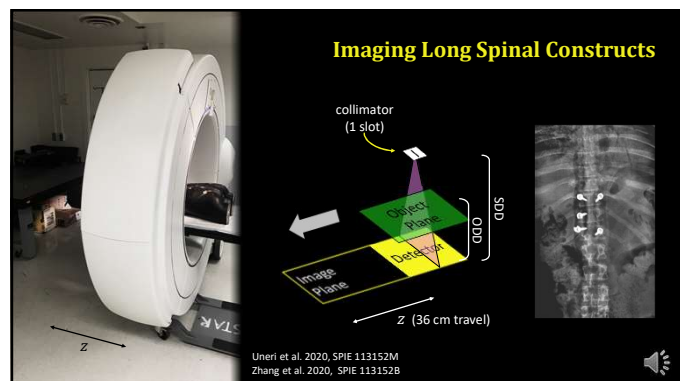 Imaging Long Spinal Constructs
collimator
(1 slot)
Object
Plane
SDD
ODD
Detector
Image
Plane
z (36 cm travel)
z
STAR
Uneri et al. 2020, SPIE 113152M
Zhang et al. 2020, SPIE 113152B